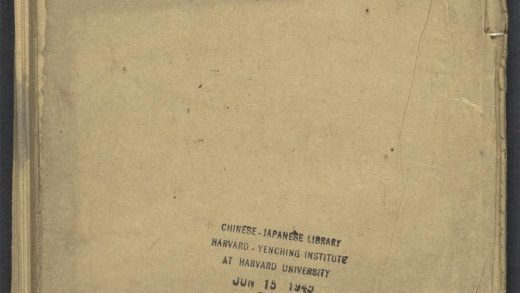 CHINESE-JAPANESE LIBRARY
HARVARD-YENCHING INSTITUTE
AT HARVARD UNIVERSITY
JUN 15 1945